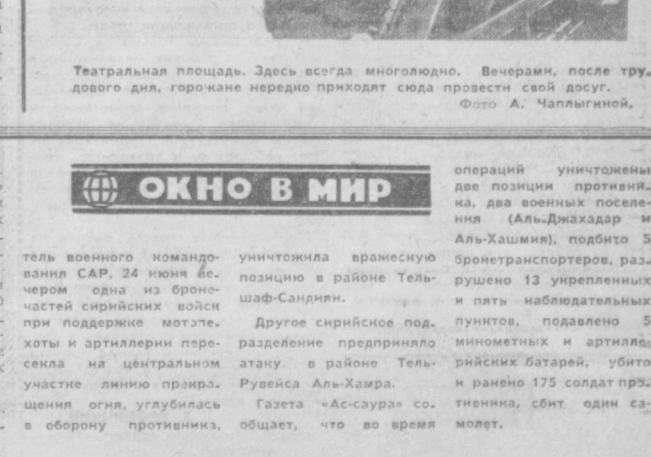 Театральная площадь. Здесь всегда многолюдно. Вечерами, после тру-
дового дня, горожане нередко приходят сюда провести свой досуг.
Фото А. Чаплыгиной.
ОКНО В МИР
тель военного командо-
вания САР, 24 июня ве-
чером одна из броне-
частей сирийских войск
при поддержке мотопе-
хоты и артиллерии пере-
секла на центральном
участке линию прекра-
щения огня, углубилась
в оборону противника,
уничтожила вражескую
позицию в районе Тель-
шаф-Сандиян.
Другое сирийское под-
разделение предприняло
атаку в районе Тель-
Рувейса Аль-Хамра.
Газета «Ас-саура» со-
общает, что во время
операций уничтожены
две позиции противни-
ка, два военных поселе-
ния (Аль-Джахадар и
Аль-Хашмия), подбито 5
бронетранспортеров, раз-
рушено 13 укрепленных
и пять наблюдательных
пунктов, подавлено 5
минометных и артилле-
рийских батарей, убито
и ранено 175 солдат про-
тивника, сбит один са-
молет.